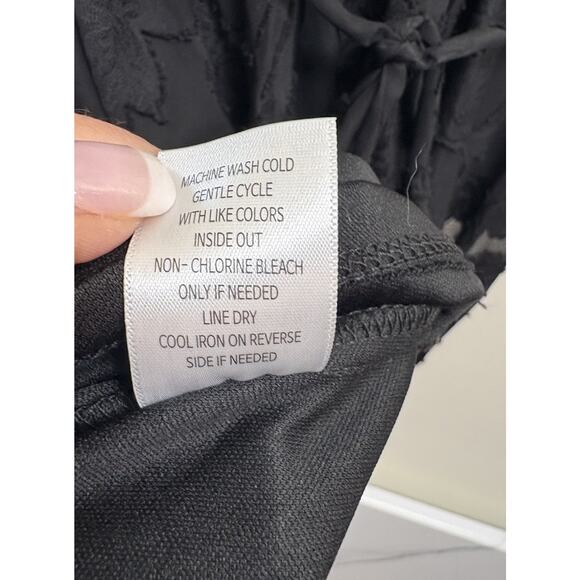 MACHINE WASH COLD
GENTLE CYCLE
WITH LIKE COLORS
INSIDE OUT
NON- CHLORINE BLEACH
ONLY IF NEEDED
LINE DRY
COOL IRON ON REVERSE
SIDE IF NEEDED